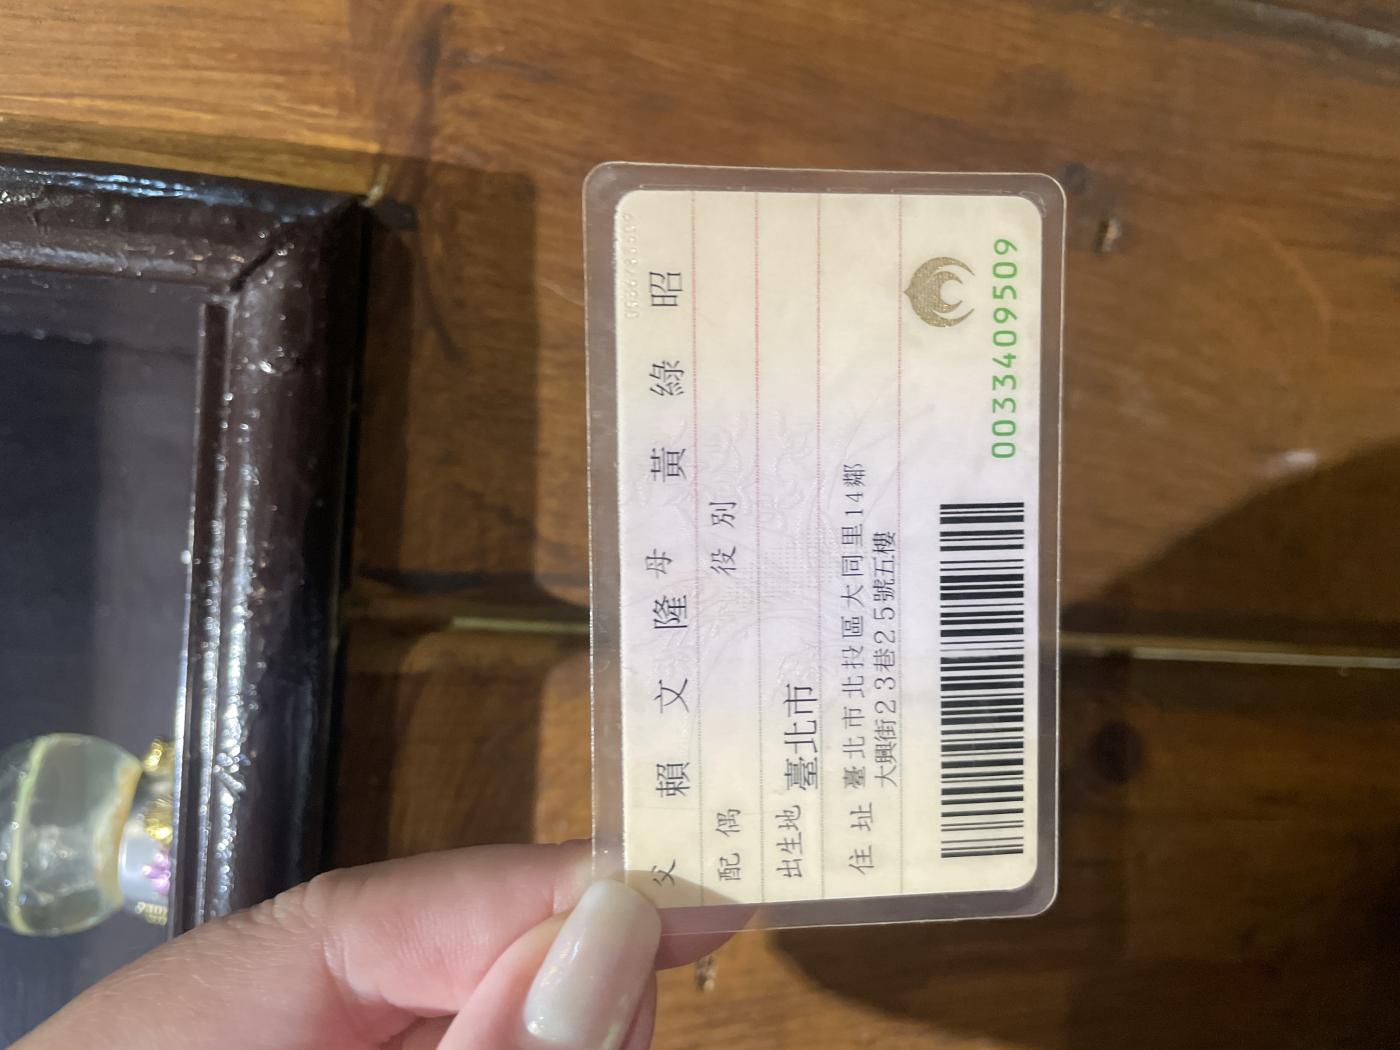 父 賴 文 隆 母 黃 綠 昭
配 偶 役 別
出生地 臺北市
住 址 臺北市北投區大同里14鄰
大興街23巷25號五樓
0033409509